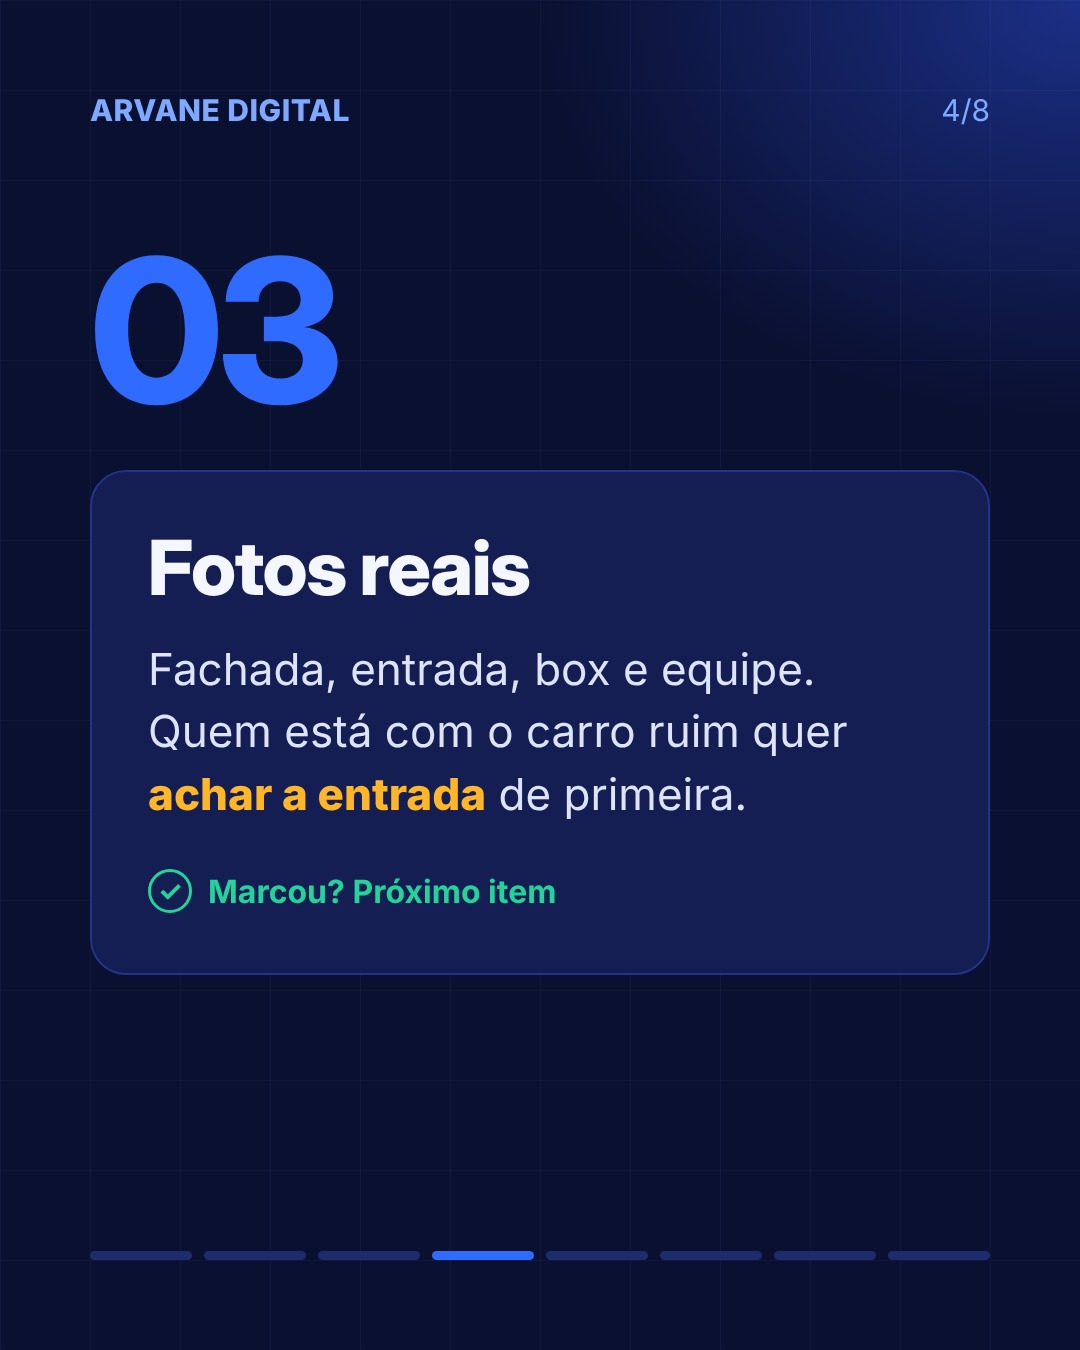 ARVANE DIGITAL
4/8
03
Fotos reais
Fachada, entrada, box e equipe.
Quem está com o carro ruim quer
achar a entrada de primeira.
Marcou? Próximo item